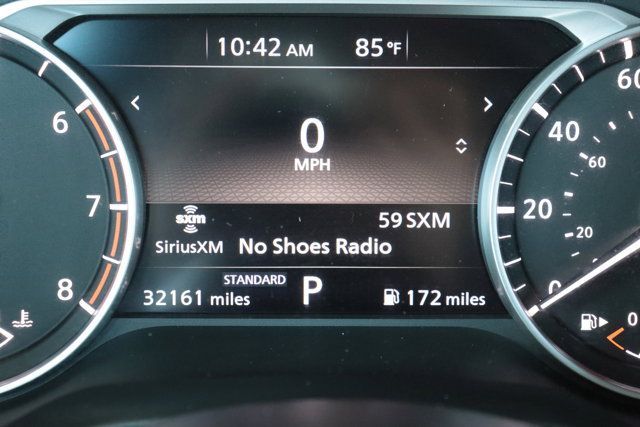 10:42 AM 85°F
0
MPH
6
7
8
60
40
60
20
20
0
0
sxm
59 SXM
SiriusXM No Shoes Radio
STANDARD
32161 miles P 172 miles